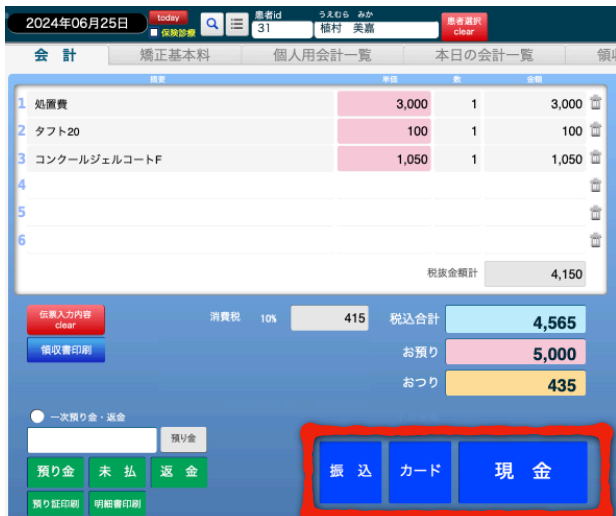 2024年06月25日 today 保険診療 患者id 31 うえむら みか 植村 美嘉 患者選択 clear
会 計 矯正基本料 個人用会計一覧 本日の会計一覧 領収
摘要 単価 数 金額
1 処置費 3,000 1 3,000
2 タフト20 100 1 100
3 コンクールジェルコートF 1,050 1 1,050
4
5
6
税抜金額計 4,150
伝票入力内容 clear 消費税 10% 415 税込合計 4,565
領収書印刷 お預り 5,000
おつり 435
一次預り金・返金
預り金
預り金 未 払 返 金 振 込 カード 現 金
預り証印刷 明細書印刷